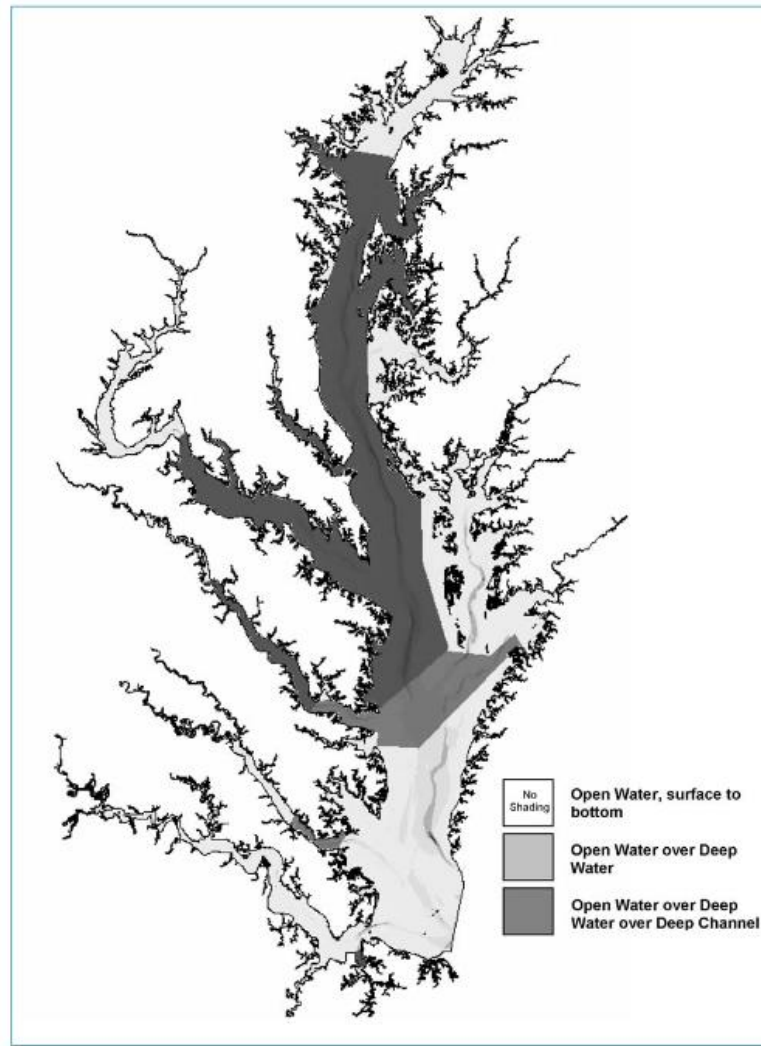 No
Shading
Open Water, surface to
bottom
Open Water over Deep
Water
Open Water over Deep
Water over Deep Channel